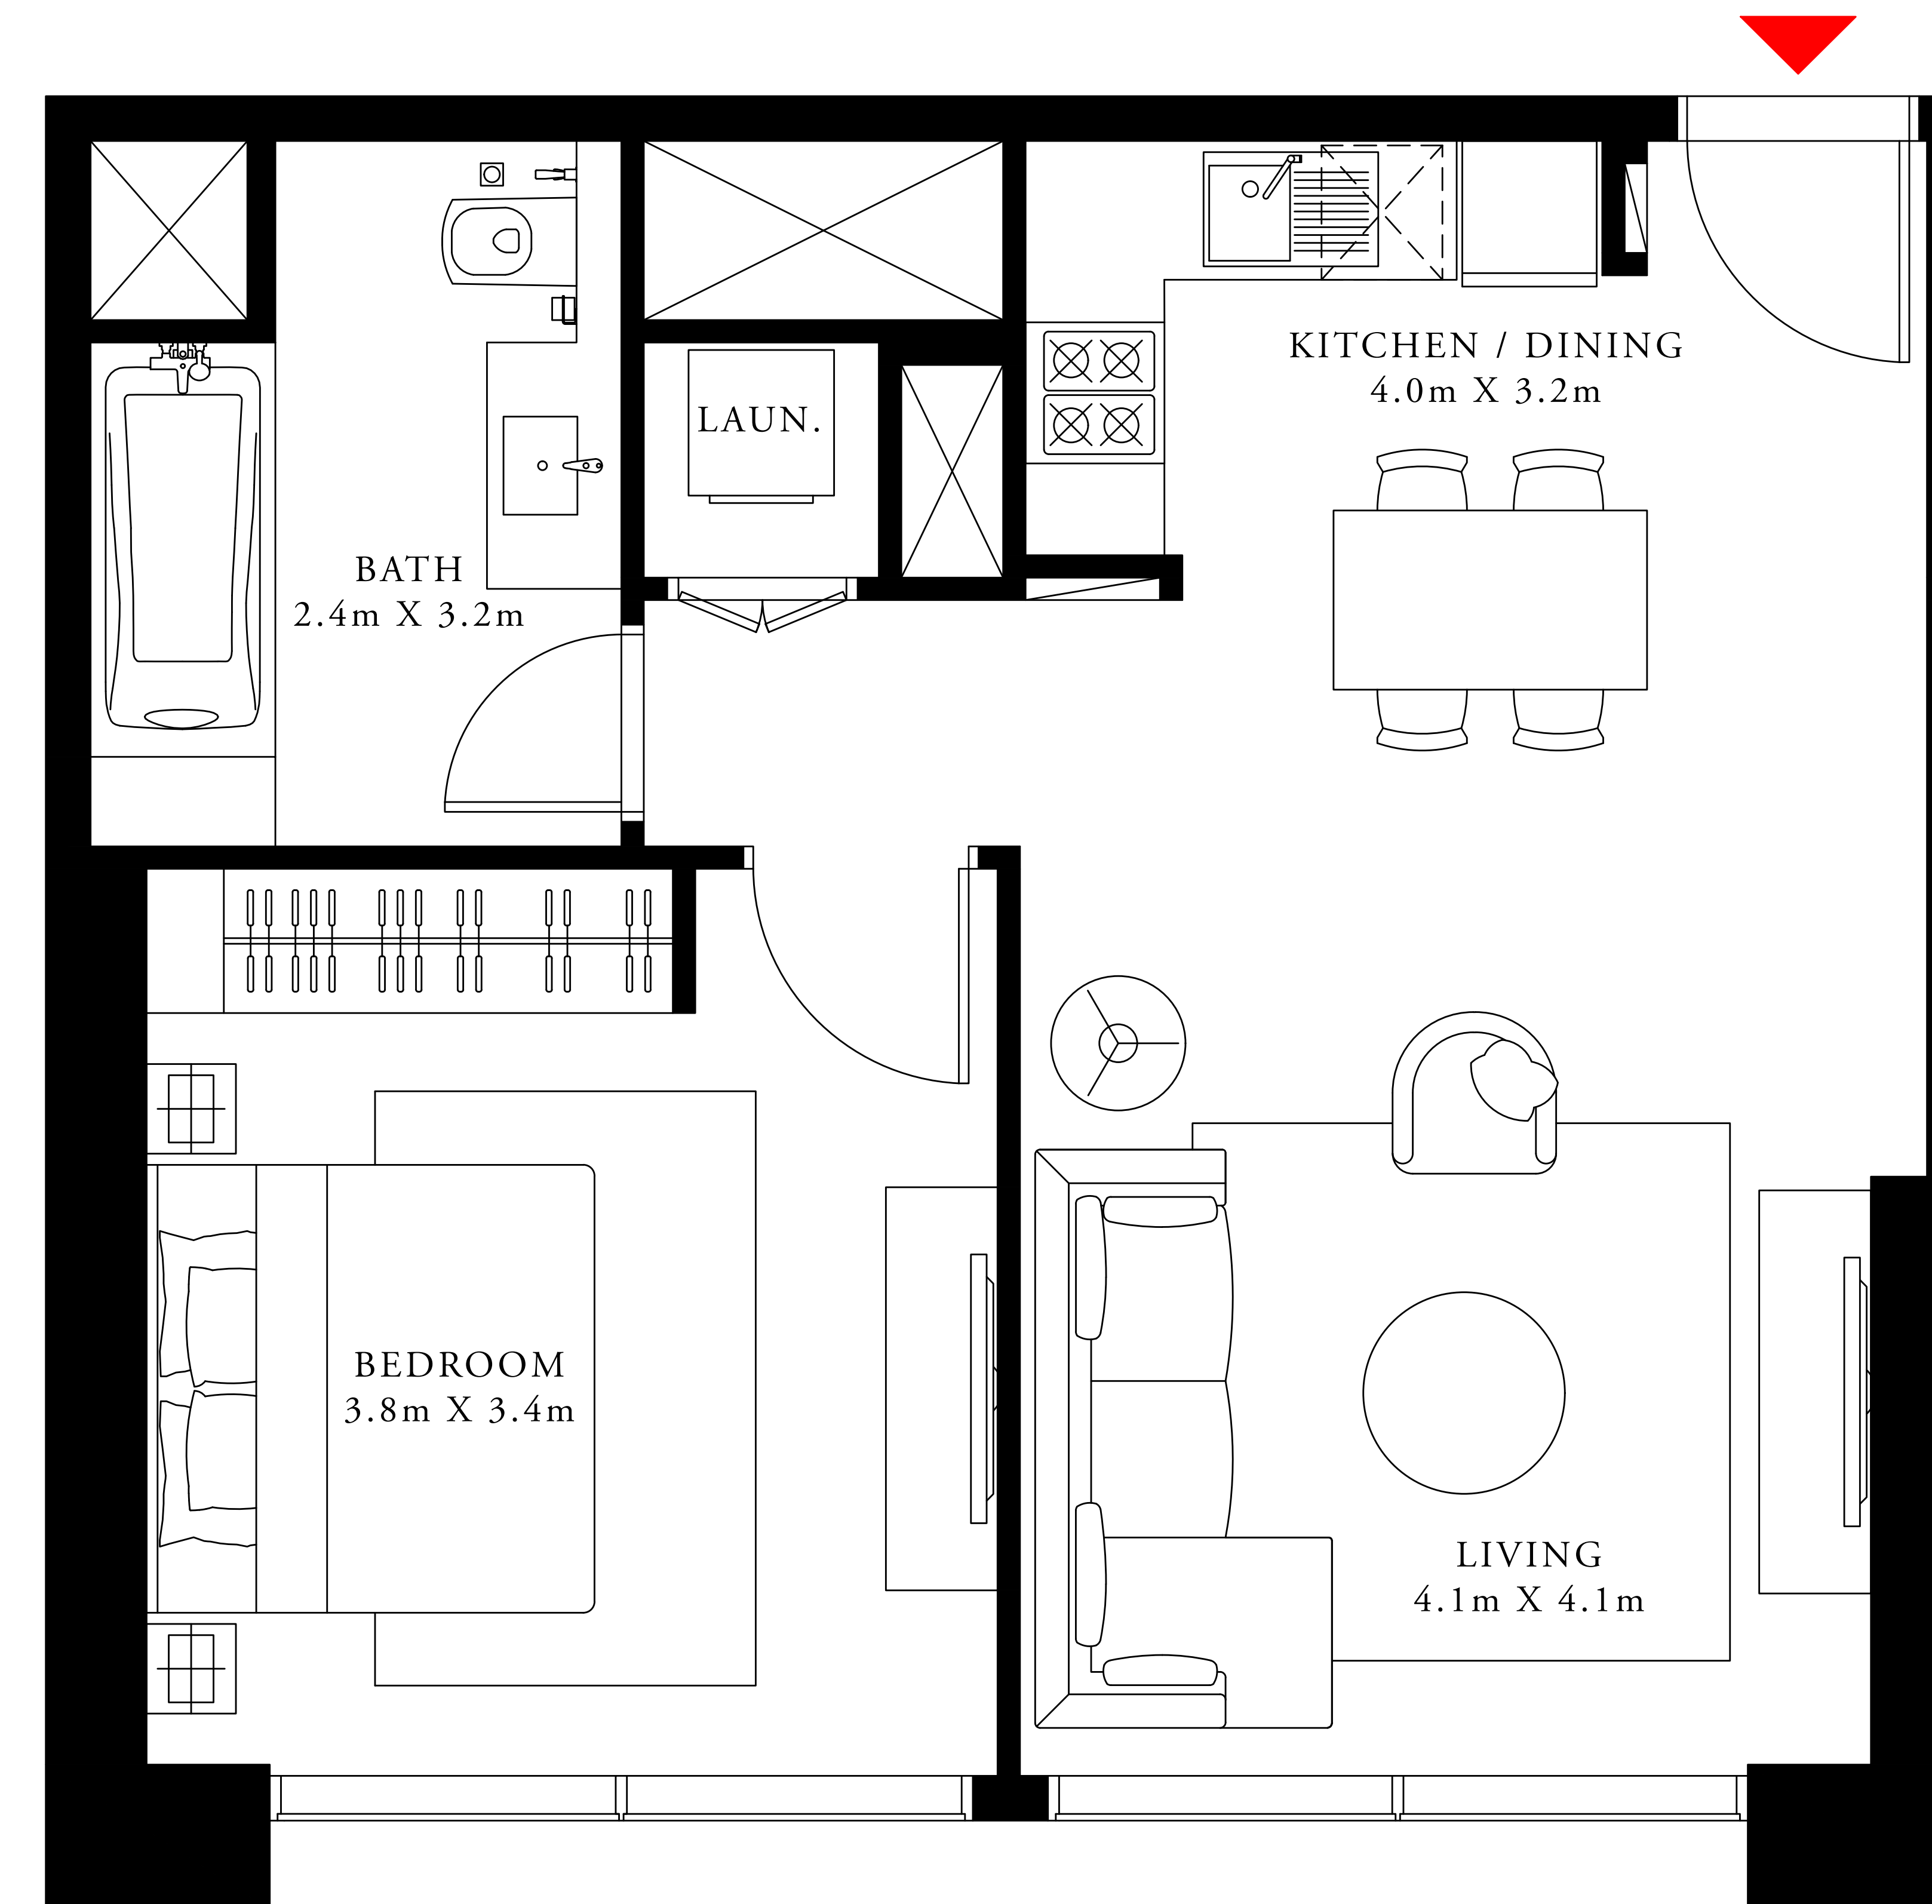 KITCHEN / DINING
4.0m X 3.2m
LAUN.
BATH
2.4m X 3.2m
BEDROOM
3.8m X 3.4m
LIVING
4.1m X 4.1m